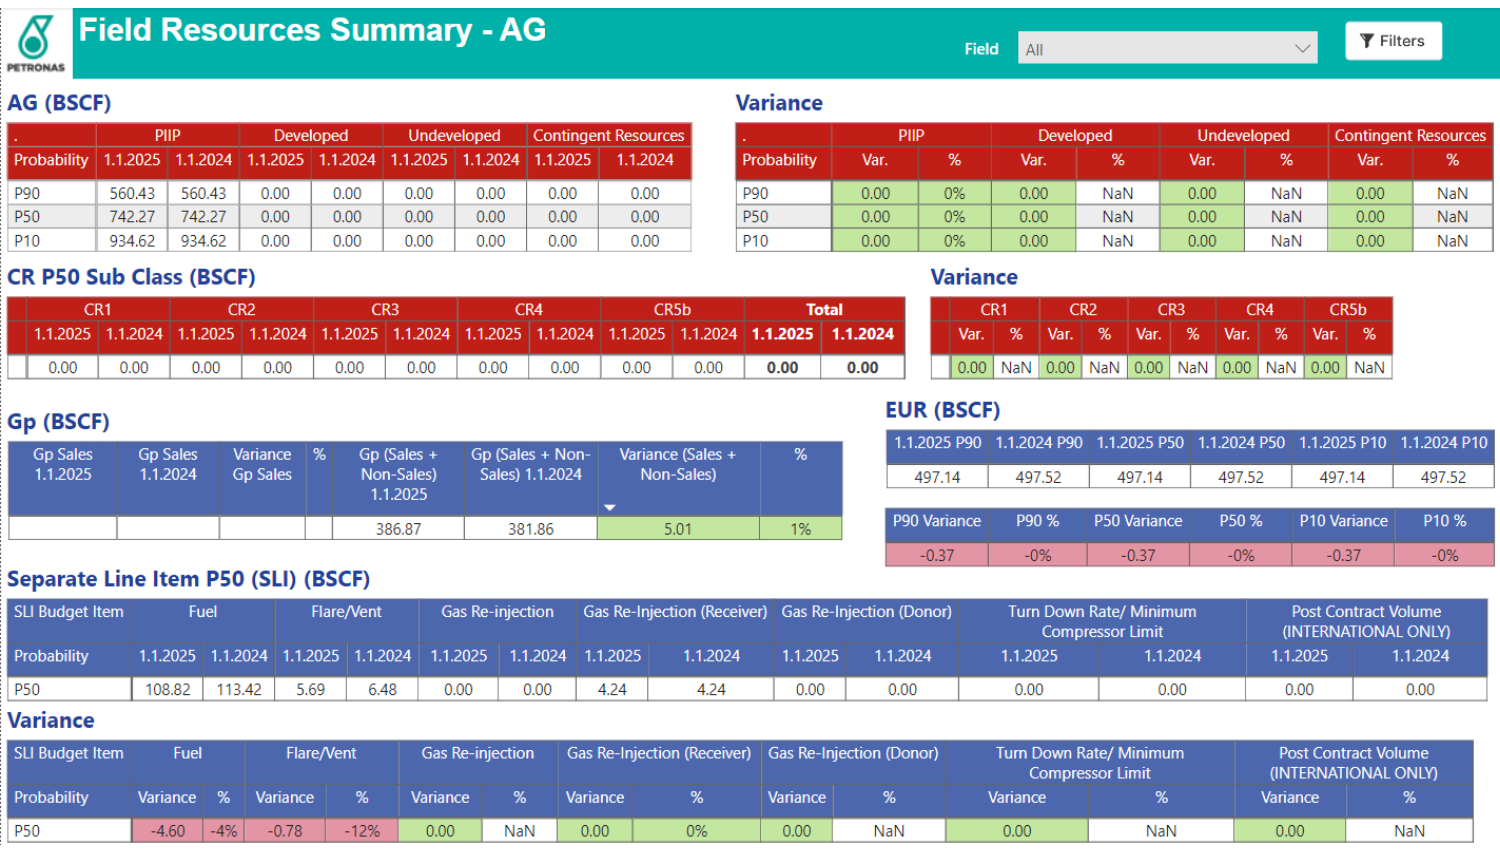 Field Resources Summary - AG
PETRONAS
Field All Filters
AG (BSCF)
. PIIP Developed Undeveloped Contingent Resources
Probability 1.1.2025 1.1.2024 1.1.2025 1.1.2024 1.1.2025 1.1.2024 1.1.2025 1.1.2024
P90 560.43 560.43 0.00 0.00 0.00 0.00 0.00 0.00
P50 742.27 742.27 0.00 0.00 0.00 0.00 0.00 0.00
P10 934.62 934.62 0.00 0.00 0.00 0.00 0.00 0.00
Variance
. PIIP Developed Undeveloped Contingent Resources
Probability Var. % Var. % Var. % Var. %
P90 0.00 0% 0.00 NaN 0.00 NaN 0.00 NaN
P50 0.00 0% 0.00 NaN 0.00 NaN 0.00 NaN
P10 0.00 0% 0.00 NaN 0.00 NaN 0.00 NaN
CR P50 Sub Class (BSCF)
CR1 CR2 CR3 CR4 CR5b Total
1.1.2025 1.1.2024 1.1.2025 1.1.2024 1.1.2025 1.1.2024 1.1.2025 1.1.2024 1.1.2025 1.1.2024 1.1.2025 1.1.2024
0.00 0.00 0.00 0.00 0.00 0.00 0.00 0.00 0.00 0.00 0.00 0.00
Variance
CR1 CR2 CR3 CR4 CR5b
Var. % Var. % Var. % Var. % Var. %
0.00 NaN 0.00 NaN 0.00 NaN 0.00 NaN 0.00 NaN
Gp (BSCF)
Gp Sales Gp Sales Variance % Gp (Sales + Gp (Sales + Non- Variance (Sales + %
1.1.2025 1.1.2024 Gp Sales Non-Sales) Sales) 1.1.2024 Non-Sales)
1.1.2025
386.87 381.86 5.01 1%
EUR (BSCF)
1.1.2025 P90 1.1.2024 P90 1.1.2025 P50 1.1.2024 P50 1.1.2025 P10 1.1.2024 P10
497.14 497.52 497.14 497.52 497.14 497.52
P90 Variance P90 % P50 Variance P50 % P10 Variance P10 %
-0.37 -0% -0.37 -0% -0.37 -0%
Separate Line Item P50 (SLI) (BSCF)
SLI Budget Item Fuel Flare/Vent Gas Re-injection Gas Re-Injection (Receiver) Gas Re-Injection (Donor) Turn Down Rate/ Minimum Post Contract Volume
Compressor Limit (INTERNATIONAL ONLY)
Probability 1.1.2025 1.1.2024 1.1.2025 1.1.2024 1.1.2025 1.1.2024 1.1.2025 1.1.2024 1.1.2025 1.1.2024 1.1.2025 1.1.2024 1.1.2025 1.1.2024
P50 108.82 113.42 5.69 6.48 0.00 0.00 4.24 4.24 0.00 0.00 0.00 0.00 0.00 0.00
Variance
SLI Budget Item Fuel Flare/Vent Gas Re-injection Gas Re-Injection (Receiver) Gas Re-Injection (Donor) Turn Down Rate/ Minimum Post Contract Volume
Compressor Limit (INTERNATIONAL ONLY)
Probability Variance % Variance % Variance % Variance % Variance % Variance % Variance %
P50 -4.60 -4% -0.78 -12% 0.00 NaN 0.00 0% 0.00 NaN 0.00 NaN 0.00 NaN